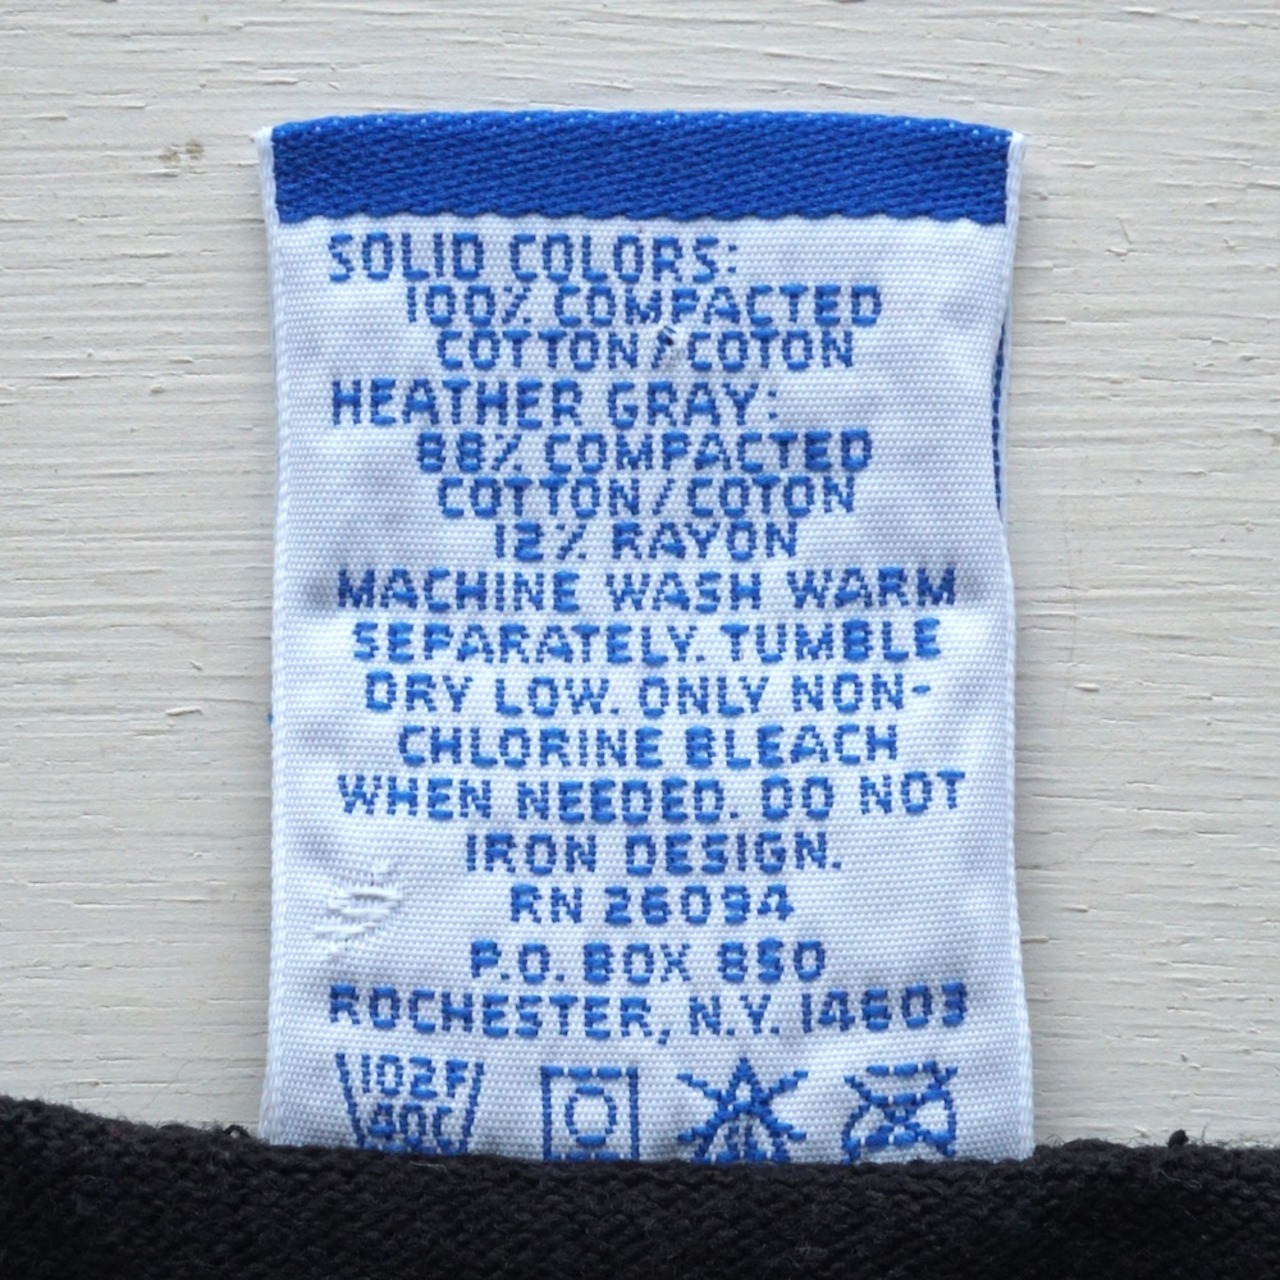 SOLID COLORS:
100% COMPACTED
COTTON/COTON
HEATHER GRAY:
88% COMPACTED
COTTON/COTON
12% RAYON
MACHINE WASH WARM
SEPARATELY. TUMBLE
DRY LOW. ONLY NON-
CHLORINE BLEACH
WHEN NEEDED. DO NOT
IRON DESIGN.
RN 26094
P.O. BOX 850
ROCHESTER, N.Y. 14603
102F
40C